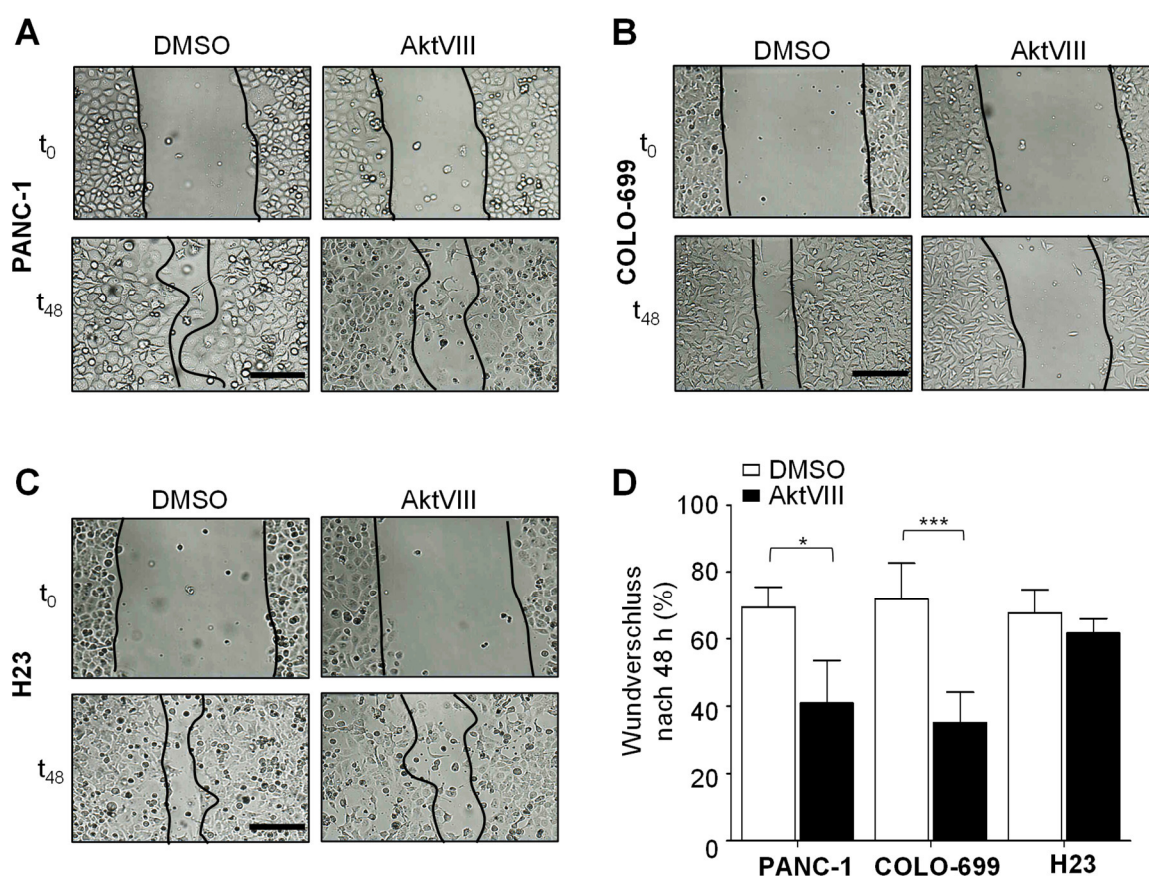 A
DMSO AktVIII
PANC-1
t0
t48
B
DMSO AktVIII
COLO-699
t0
t48
C
DMSO AktVIII
H23
t0
t48
D
DMSO
AktVIII
Wundverschluss
nach 48 h (%)
100
80
60
40
20
0
* ***
PANC-1 COLO-699 H23